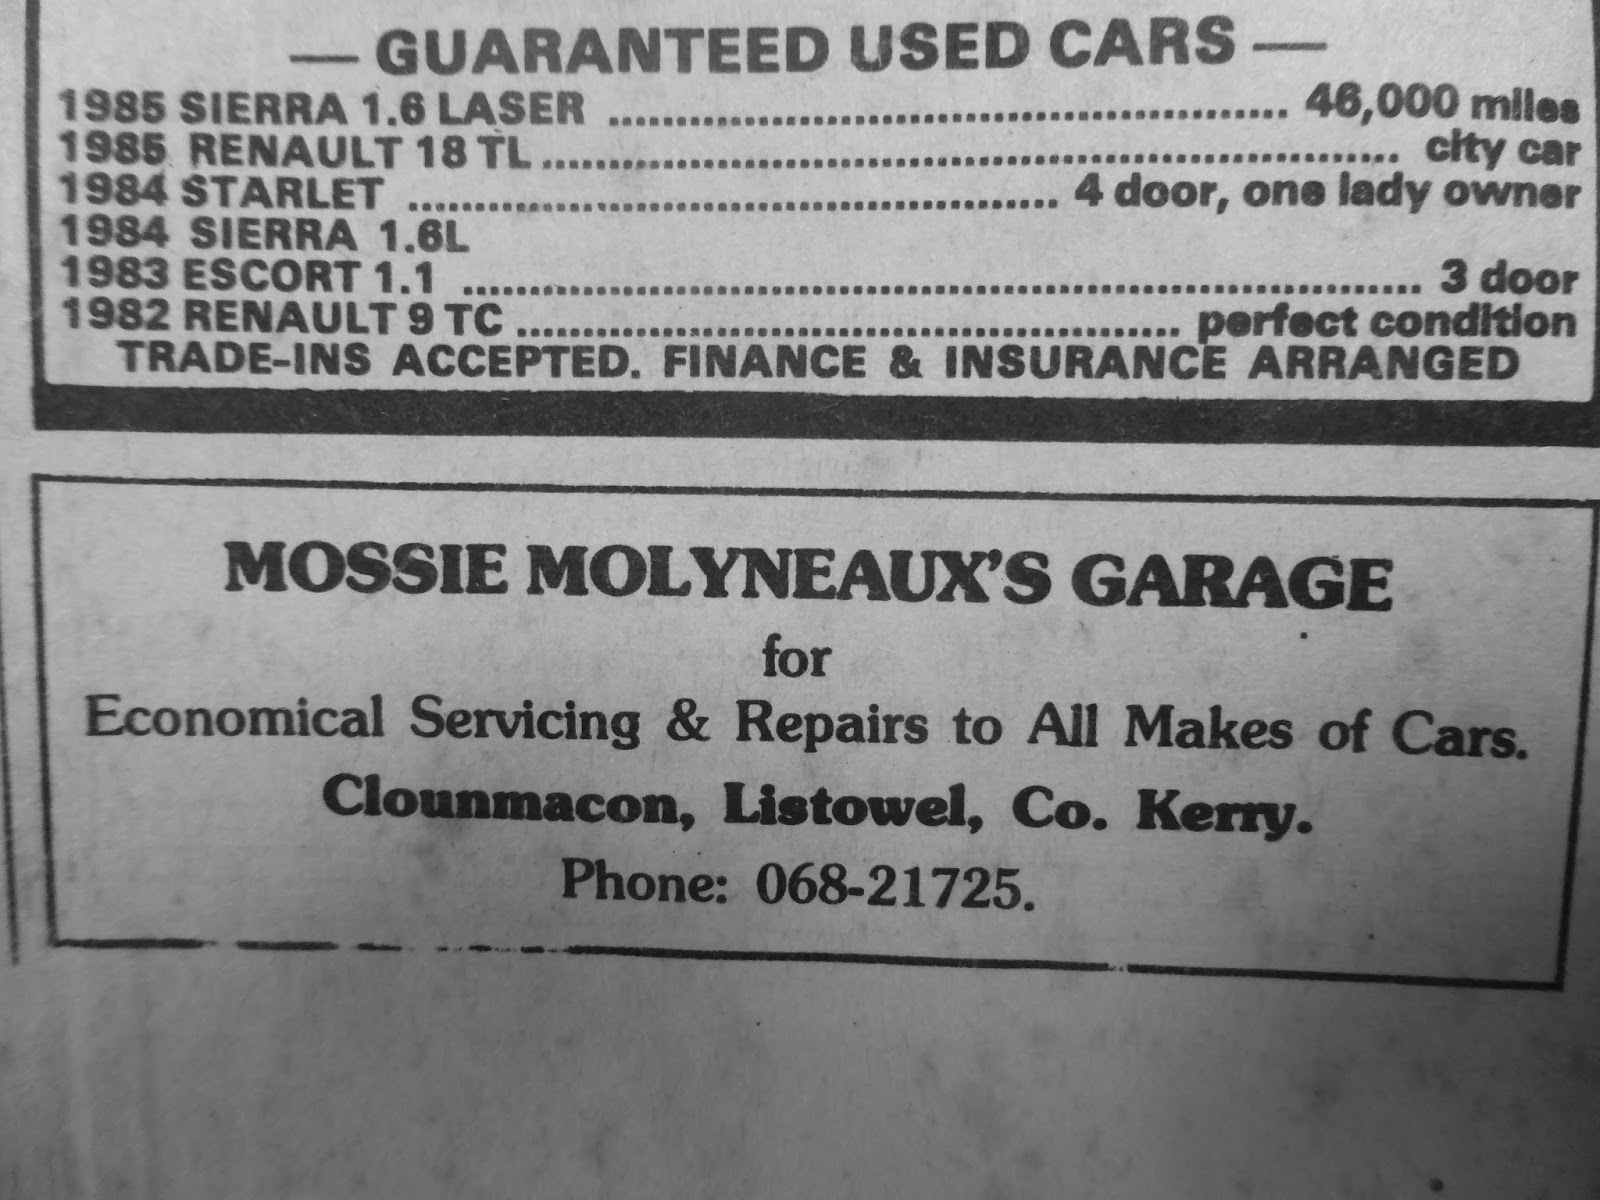 — GUARANTEED USED CARS —
1985 SIERRA 1.6 LASER ........................................ 46,000 miles
1985 RENAULT 18 TL ........................................ city car
1984 STARLET ........................................ 4 door, one lady owner
1984 SIERRA 1.6L
1983 ESCORT 1.1 ........................................ 3 door
1982 RENAULT 9 TC ........................................ perfect condition
TRADE-INS ACCEPTED. FINANCE & INSURANCE ARRANGED
MOSSIE MOLYNEAUX'S GARAGE
for
Economical Servicing & Repairs to All Makes of Cars.
Clounmacon, Listowel, Co. Kerry.
Phone: 068-21725.